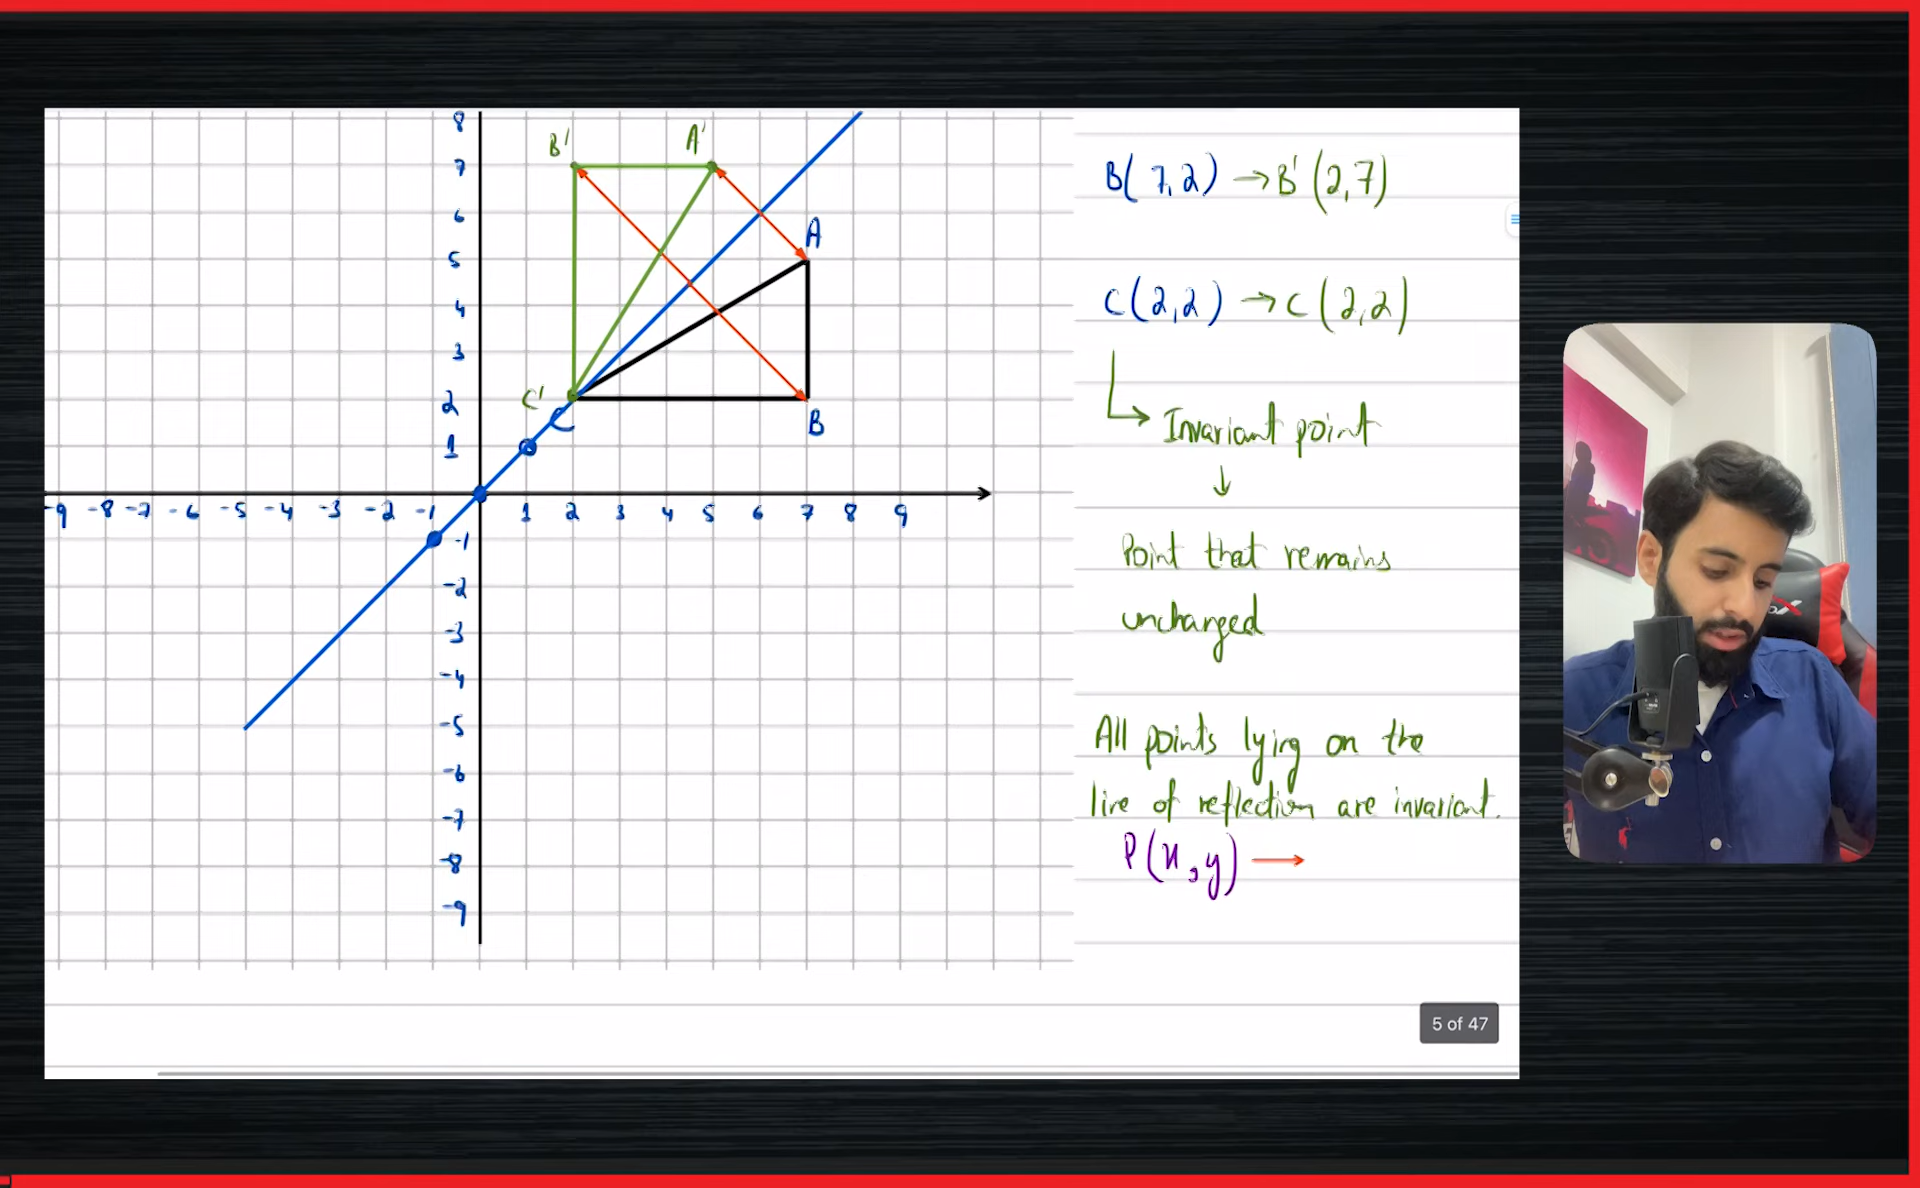 8
B'
A'
7
6
A
5
4
3
C'
2
C
B
1
-9 -8 -7 -6 -5 -4 -3 -2 -1 1 2 3 4 5 6 7 8 9
-1
-2
-3
-4
-5
-6
-7
-8
-9
B(7,2) → B'(2,7)
C(2,2) → C(2,2)
↳ Invariant point
↓
Point that remains
unchanged
All points lying on the
line of reflection are invariant.
P(x,y) →
5 of 47